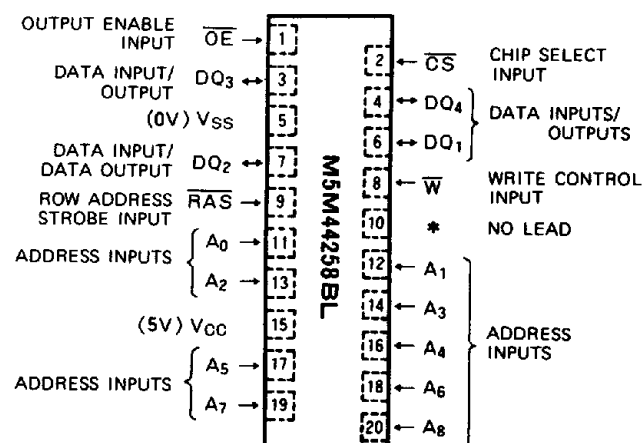 OUTPUT ENABLE
INPUT
OE
1
DATA INPUT/
OUTPUT
DQ3
3
(0V) VSS
5
DATA INPUT/
DATA OUTPUT
DQ2
7
ROW ADDRESS
STROBE INPUT
RAS
9
ADDRESS INPUTS
A0
11
A2
13
(5V) VCC
15
ADDRESS INPUTS
A5
17
A7
19
M5M44258BL
2
CS
CHIP SELECT
INPUT
4
DQ4
6
DQ1
DATA INPUTS/
OUTPUTS
8
W
WRITE CONTROL
INPUT
10
*
NO LEAD
12
A1
14
A3
16
A4
18
A6
20
A8
ADDRESS
INPUTS